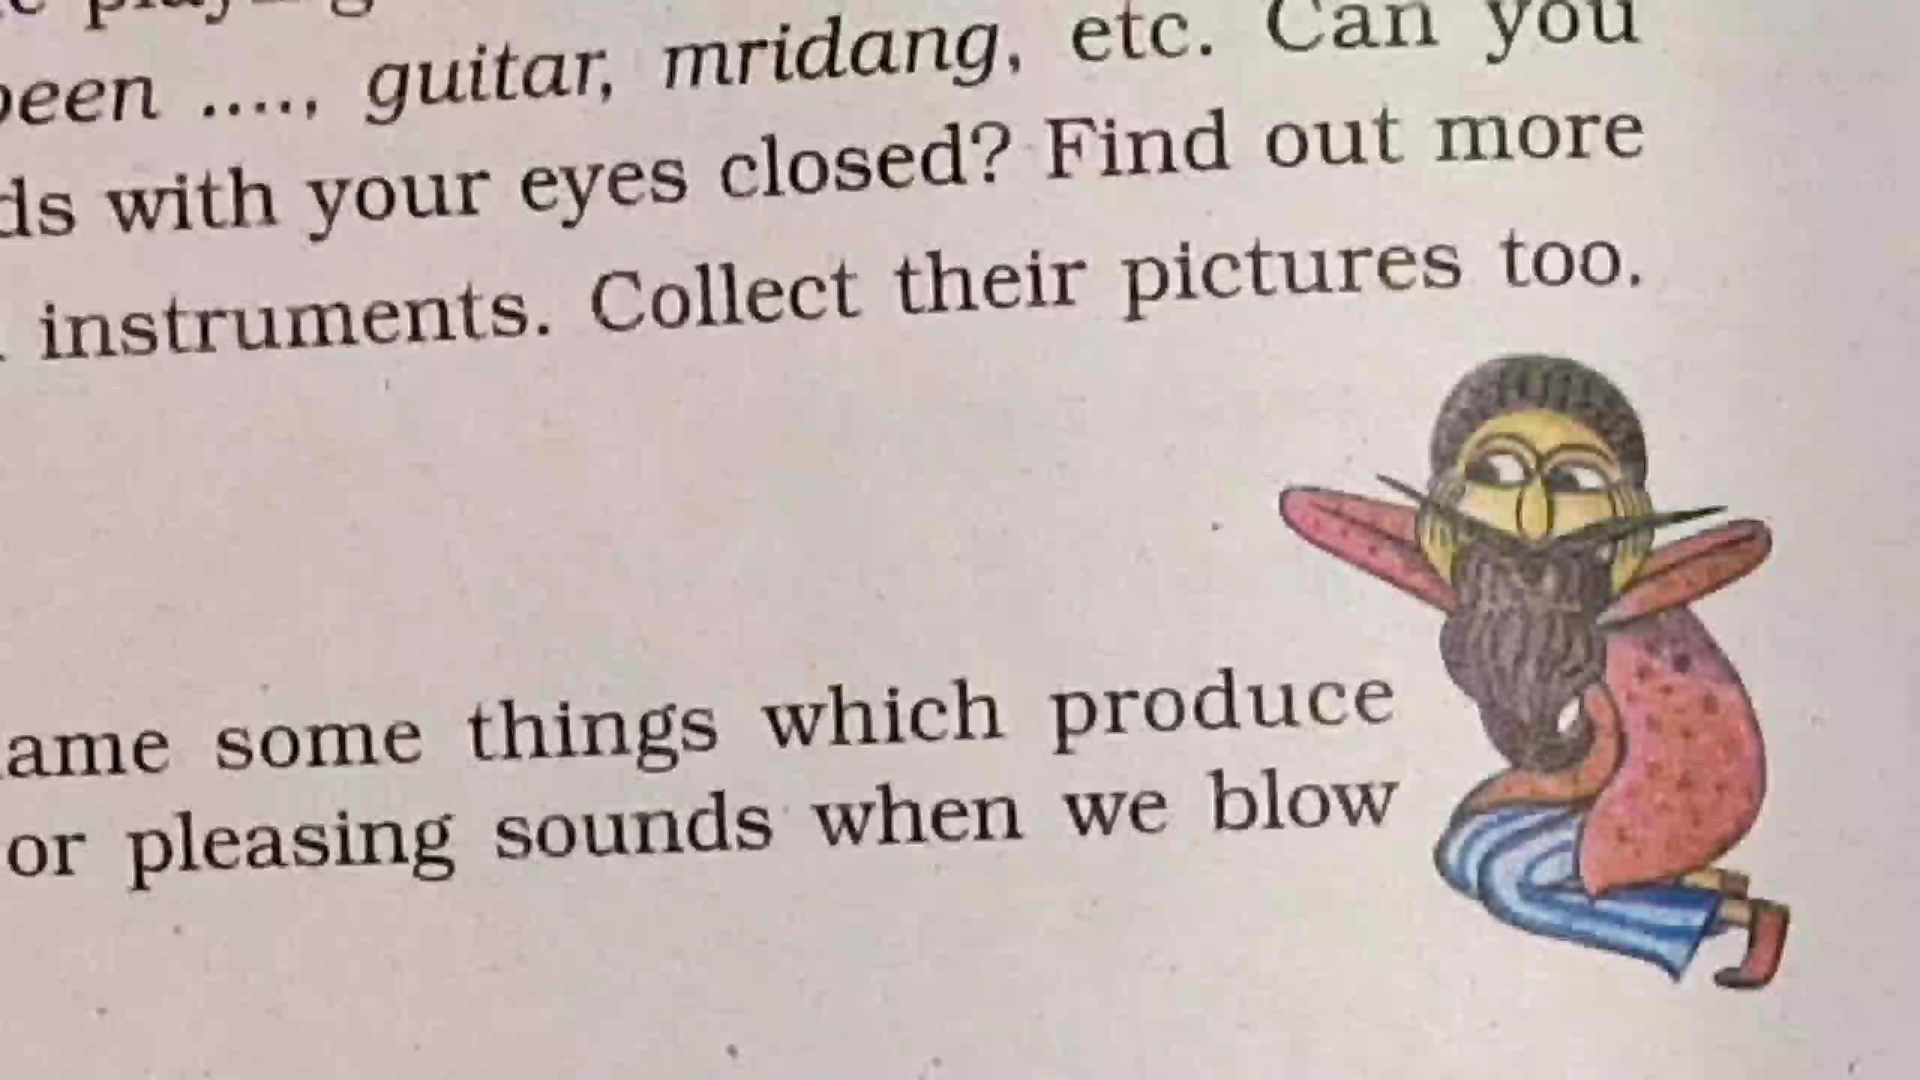 playing
been ...., guitar, mridang, etc. Can you
ds with your eyes closed? Find out more
instruments. Collect their pictures too.
ame some things which produce
or pleasing sounds when we blow